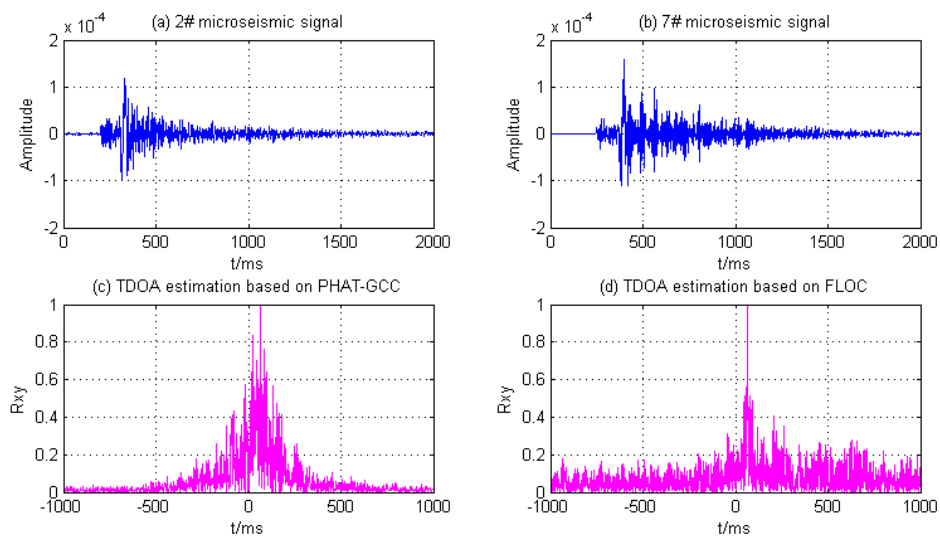 (a) 2# microseismic signal
x 10⁻⁴
2
1
0
-1
-2
Amplitude
0 500 1000 1500 2000
t/ms
(b) 7# microseismic signal
x 10⁻⁴
2
1
0
-1
-2
Amplitude
0 500 1000 1500 2000
t/ms
(c) TDOA estimation based on PHAT-GCC
1
0.8
0.6
0.4
0.2
0
Rxy
-1000 -500 0 500 1000
t/ms
(d) TDOA estimation based on FLOC
1
0.8
0.6
0.4
0.2
0
Rxy
-1000 -500 0 500 1000
t/ms